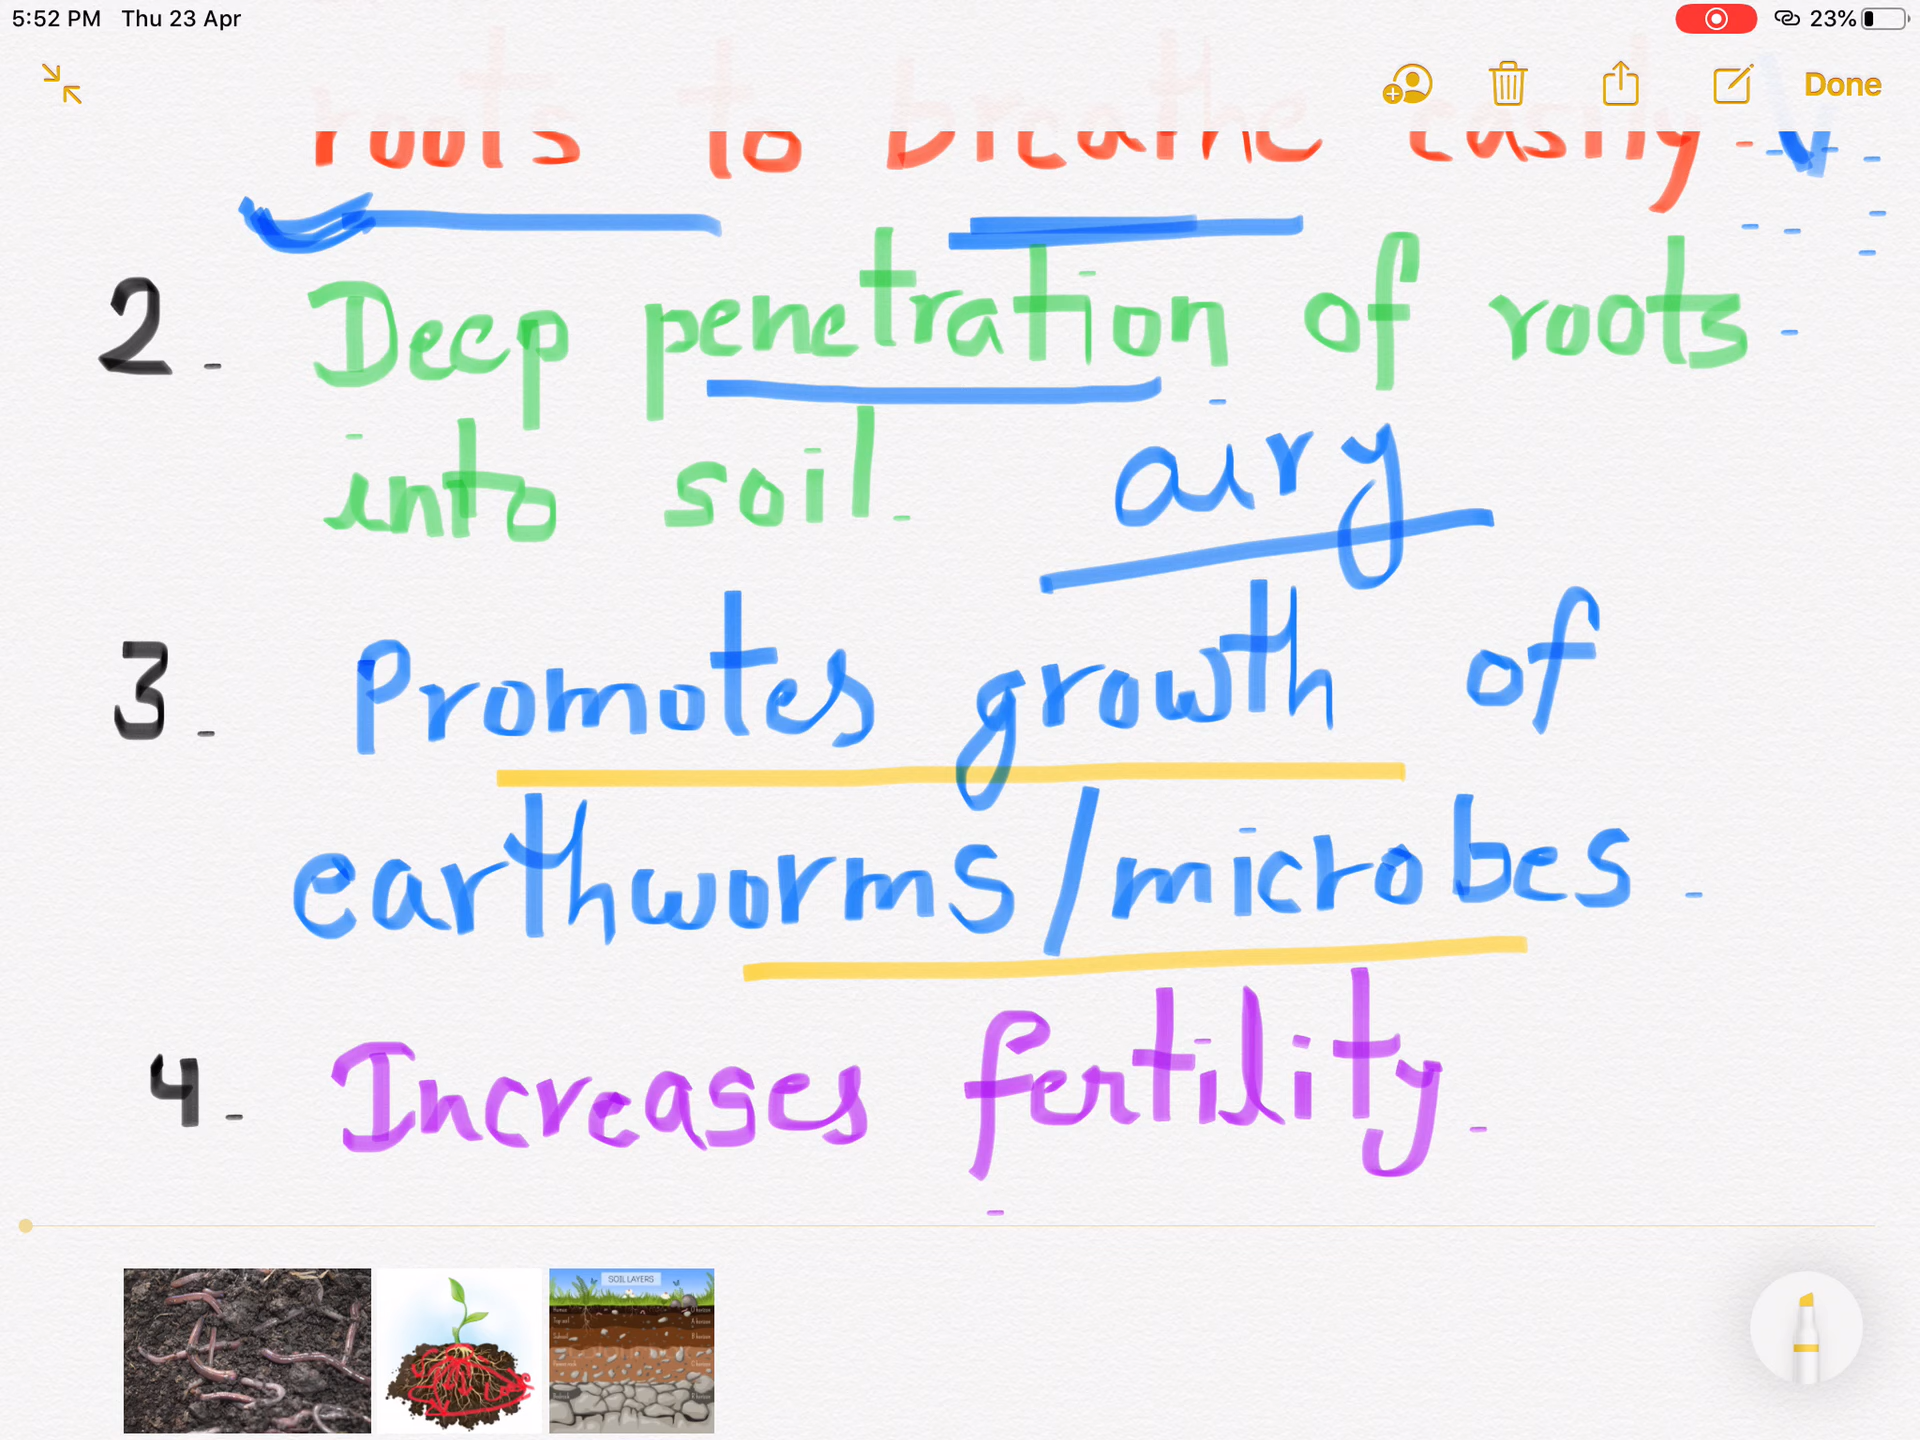 5:52 PM Thu 23 Apr 23%
Done
roots to breathe easily.
2. Deep penetration of roots
into soil. airy
3. Promotes growth of
earthworms/microbes.
4. Increases fertility.
SOIL LAYERS